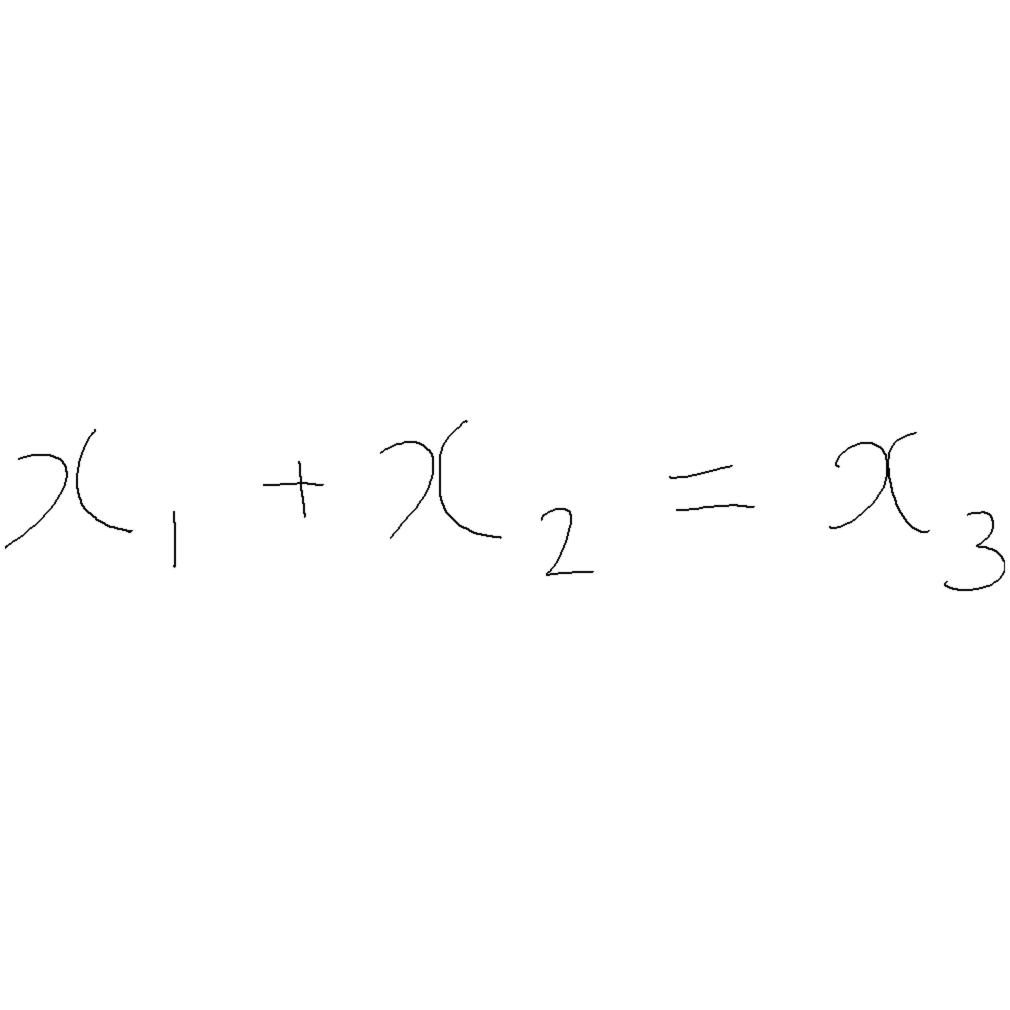 x₁ + x₂ = x₃